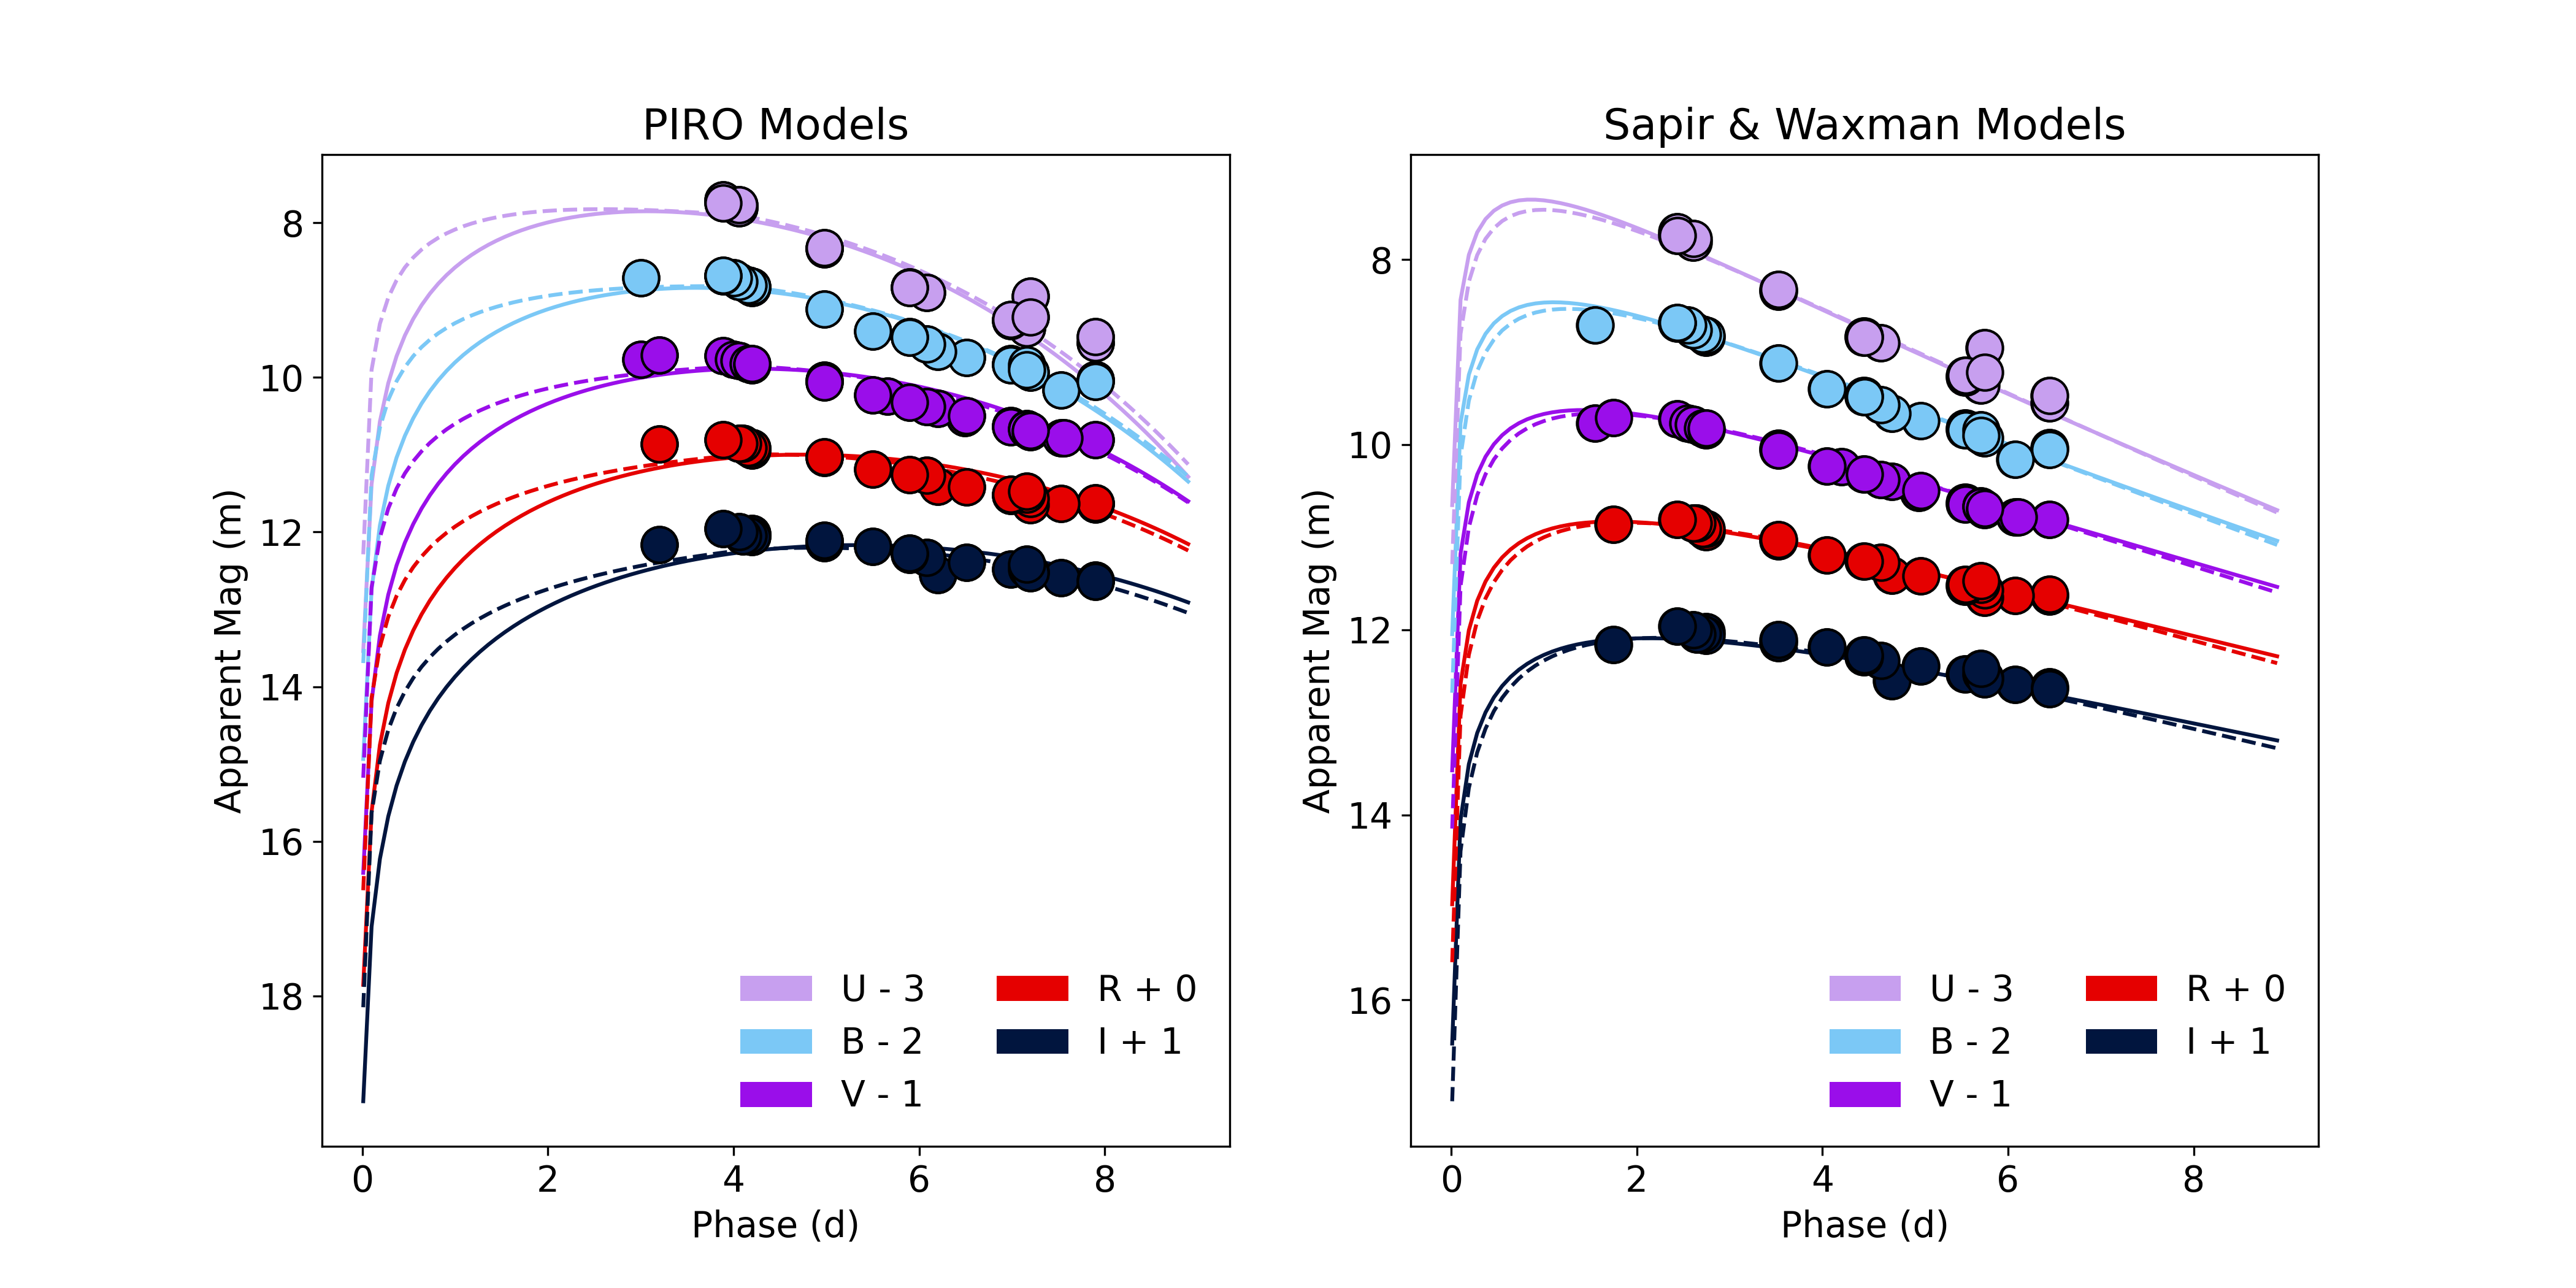 PIRO Models
Apparent Mag (m)
8
10
12
14
16
18
0 2 4 6 8
Phase (d)
U - 3 R + 0
B - 2 I + 1
V - 1
Sapir & Waxman Models
Apparent Mag (m)
8
10
12
14
16
0 2 4 6 8
Phase (d)
U - 3 R + 0
B - 2 I + 1
V - 1